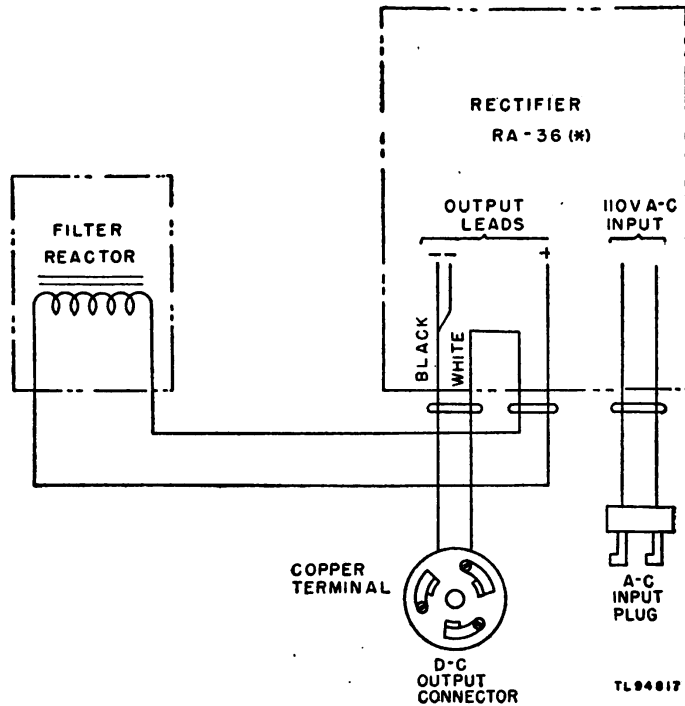 RECTIFIER
RA-36 (*)
FILTER
REACTOR
OUTPUT
LEADS
110V A-C
INPUT
-- +
BLACK
WHITE
COPPER
TERMINAL
D-C
OUTPUT
CONNECTOR
A-C
INPUT
PLUG
TL94817